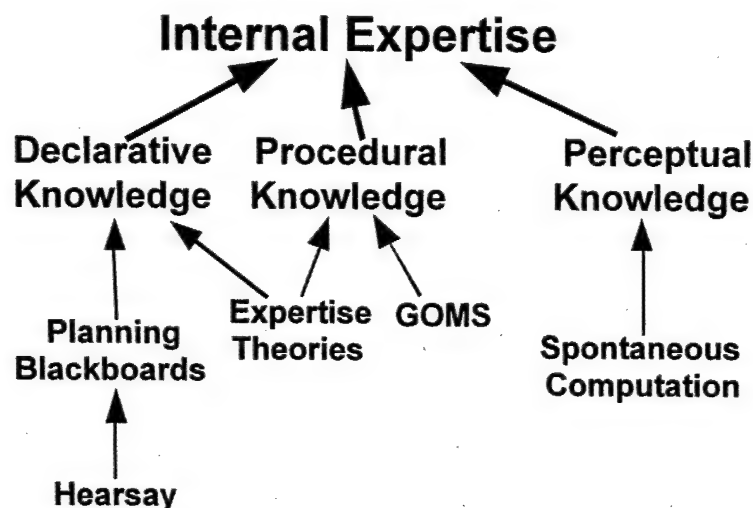 Internal Expertise
Declarative
Knowledge
Procedural
Knowledge
Perceptual
Knowledge
Planning
Blackboards
Expertise
Theories
GOMS
Spontaneous
Computation
Hearsay